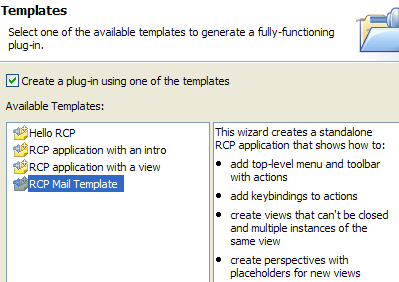 Templates
Select one of the available templates to generate a fully-functioning
plug-in.
Create a plug-in using one of the templates
Available Templates:
Hello RCP
RCP application with an intro
RCP application with a view
RCP Mail Template
This wizard creates a standalone
RCP application that shows how to:
add top-level menu and toolbar
with actions
add keybindings to actions
create views that can't be closed
and multiple instances of the
same view
create perspectives with
placeholders for new views